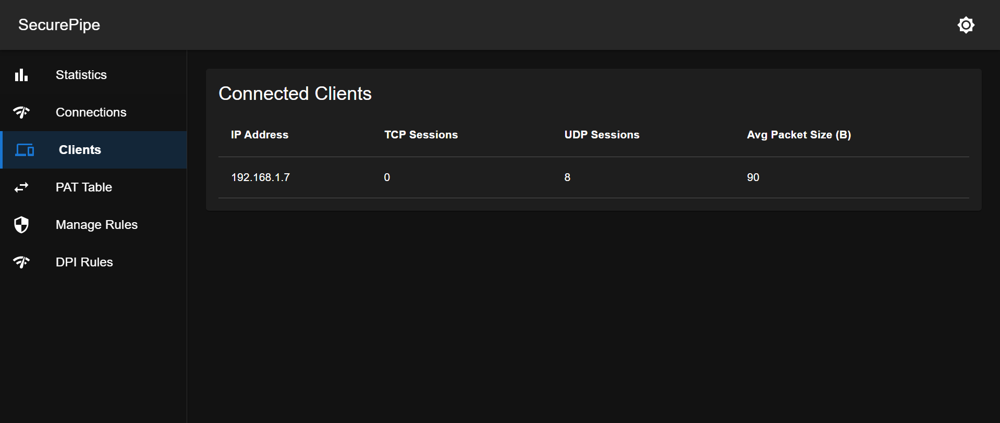 SecurePipe
Statistics
Connections
Clients
PAT Table
Manage Rules
DPI Rules
Connected Clients
IP Address TCP Sessions UDP Sessions Avg Packet Size (B)
192.168.1.7 0 8 90